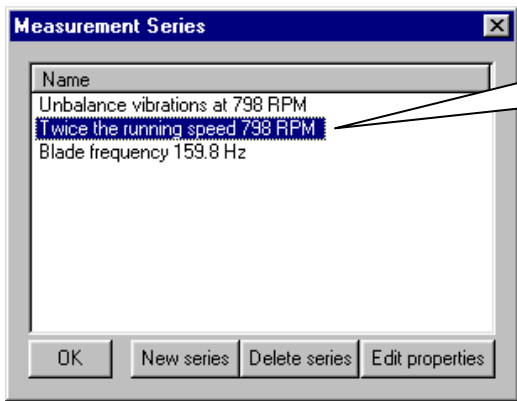 Measurement Series
Name
Unbalance vibrations at 798 RPM
Twice the running speed 798 RPM
Blade frequency 159.8 Hz
OK New series Delete series Edit properties